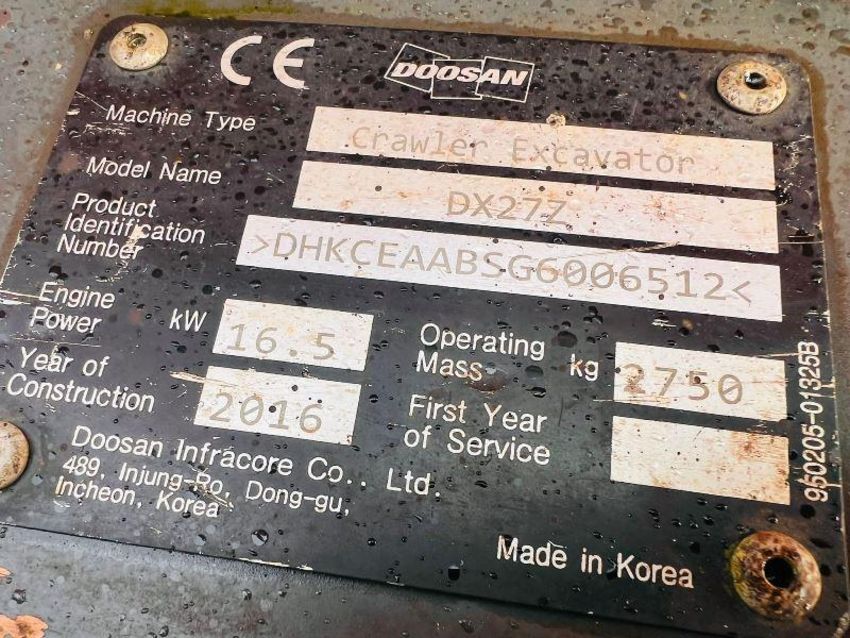 CE DOOSAN
Machine Type Crawler Excavator
Model Name DX27Z
Product
Identification
Number >DHKCEAABSG6006512<
Engine
Power kW 16.5
Operating
Mass kg 2750
Year of
Construction 2016
First Year
of Service
Doosan Infracore Co., Ltd.
489, Injung-Ro, Dong-gu,
Incheon, Korea
Made in Korea
950205-01325B